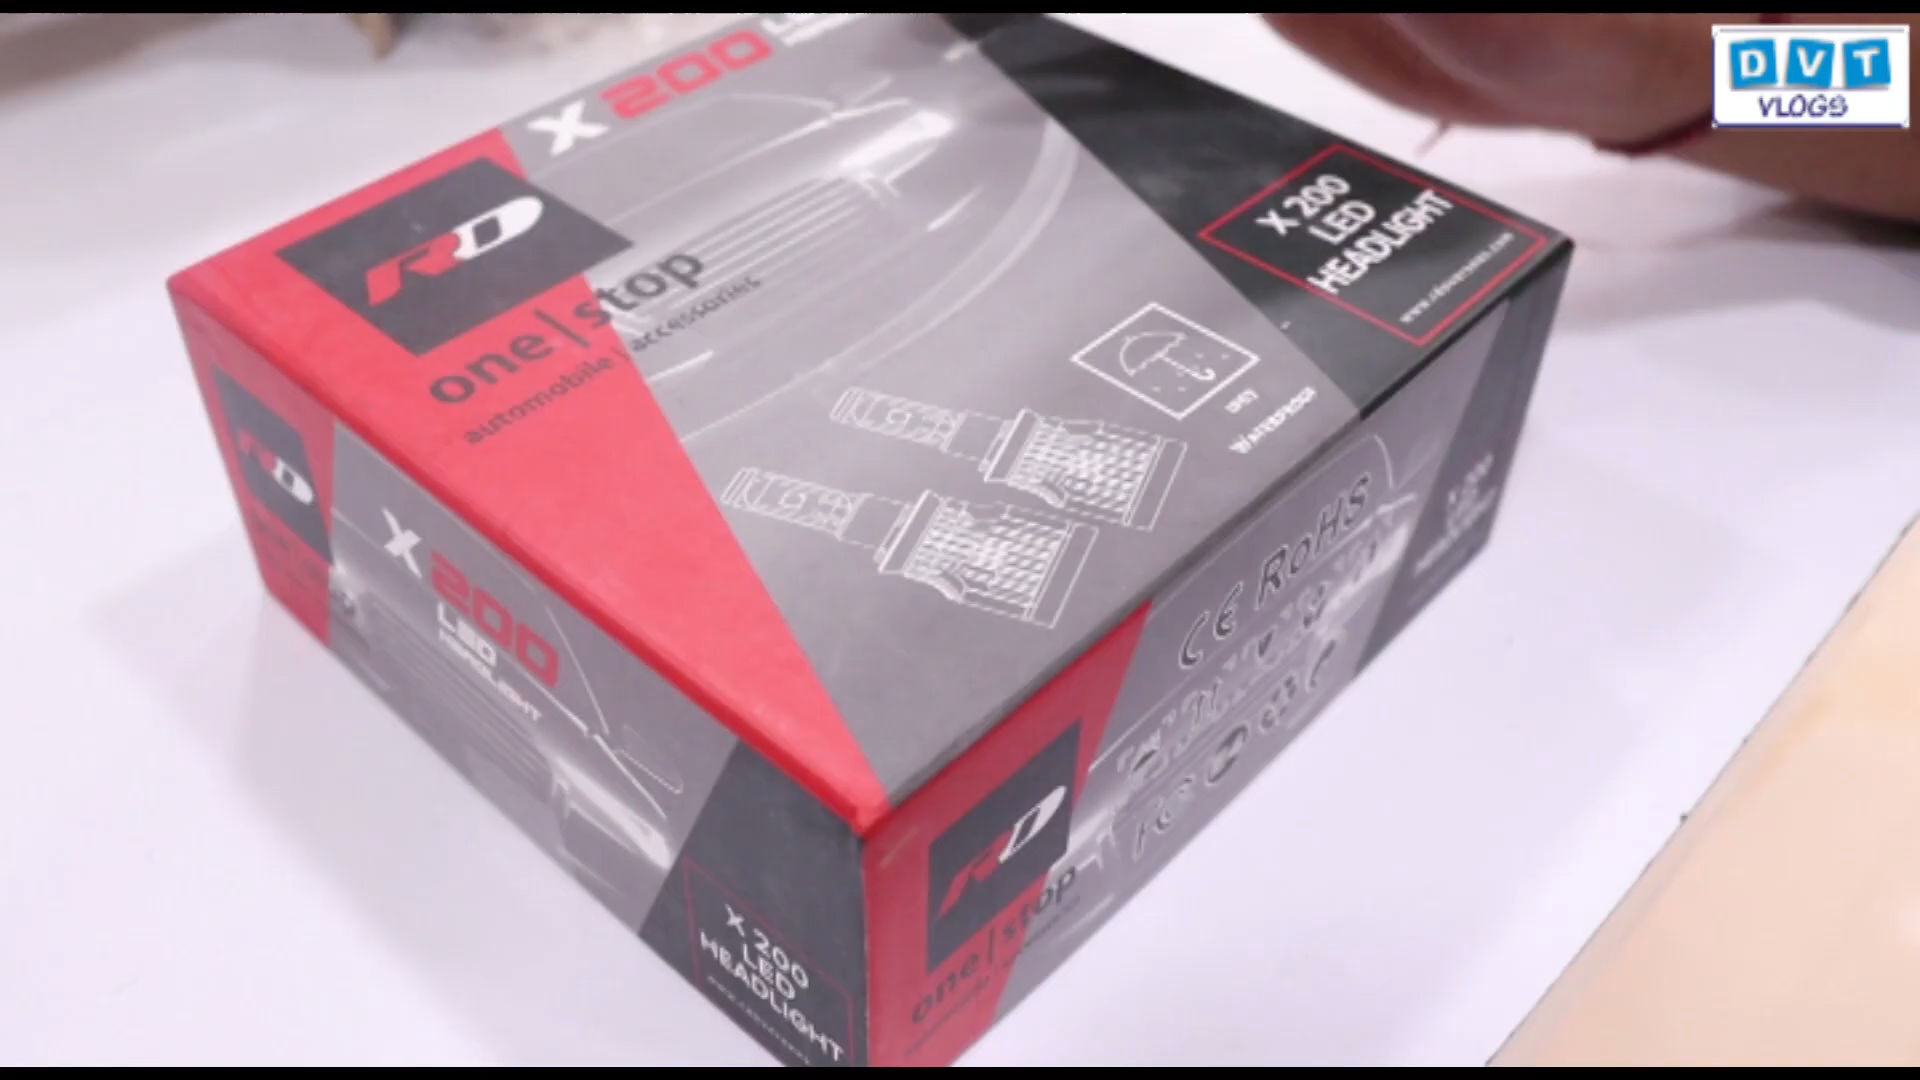 DVT
VLOGS
X 200
RD
one|stop
automobile | accessories
X 200
LED
HEADLIGHT
IP67
WATERPROOF
RD
X 200
LED
HEADLIGHT
X 200
LED
HEADLIGHT
CE RoHS
RD
one|stop